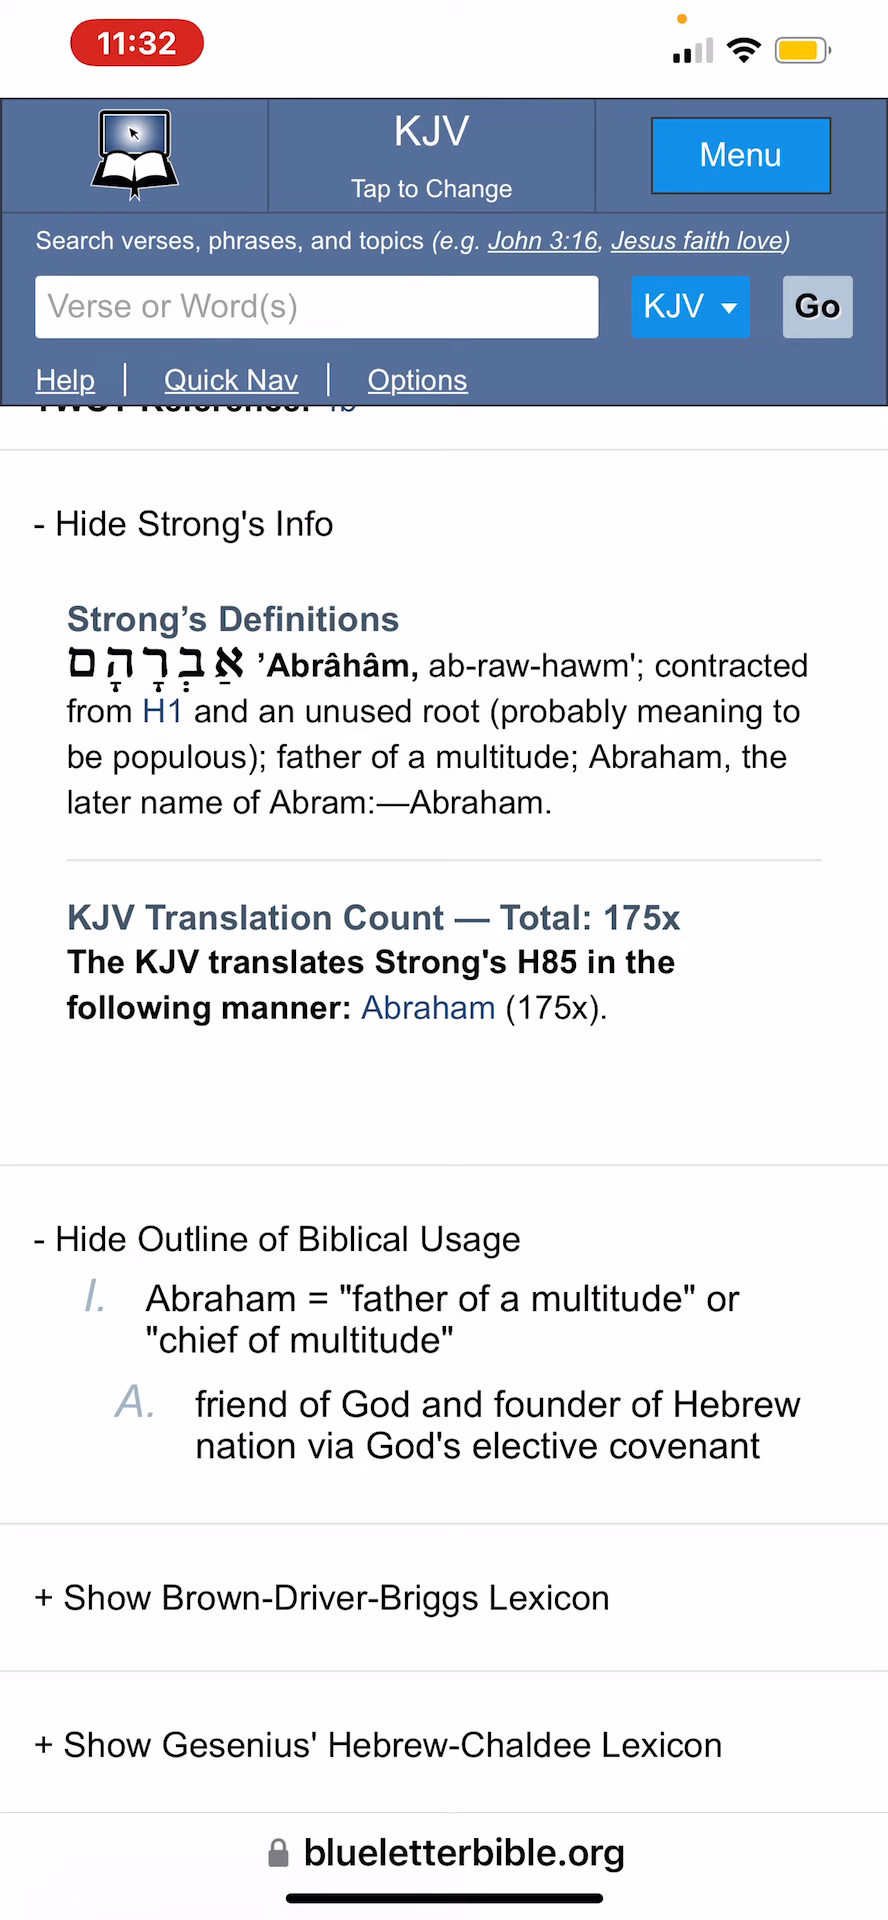 11:32
KJV
Tap to Change
Menu
Search verses, phrases, and topics (e.g. John 3:16, Jesus faith love)
Verse or Word(s)
KJV
Go
Help | Quick Nav | Options
TWOT Reference: 4b
- Hide Strong's Info
Strong’s Definitions
אַבְרָהָם ʼAbrâhâm, ab-raw-hawm'; contracted
from H1 and an unused root (probably meaning to
be populous); father of a multitude; Abraham, the
later name of Abram:—Abraham.
KJV Translation Count — Total: 175x
The KJV translates Strong's H85 in the
following manner: Abraham (175x).
- Hide Outline of Biblical Usage
I. Abraham = "father of a multitude" or
"chief of multitude"
A. friend of God and founder of Hebrew
nation via God's elective covenant
+ Show Brown-Driver-Briggs Lexicon
+ Show Gesenius' Hebrew-Chaldee Lexicon
blueletterbible.org